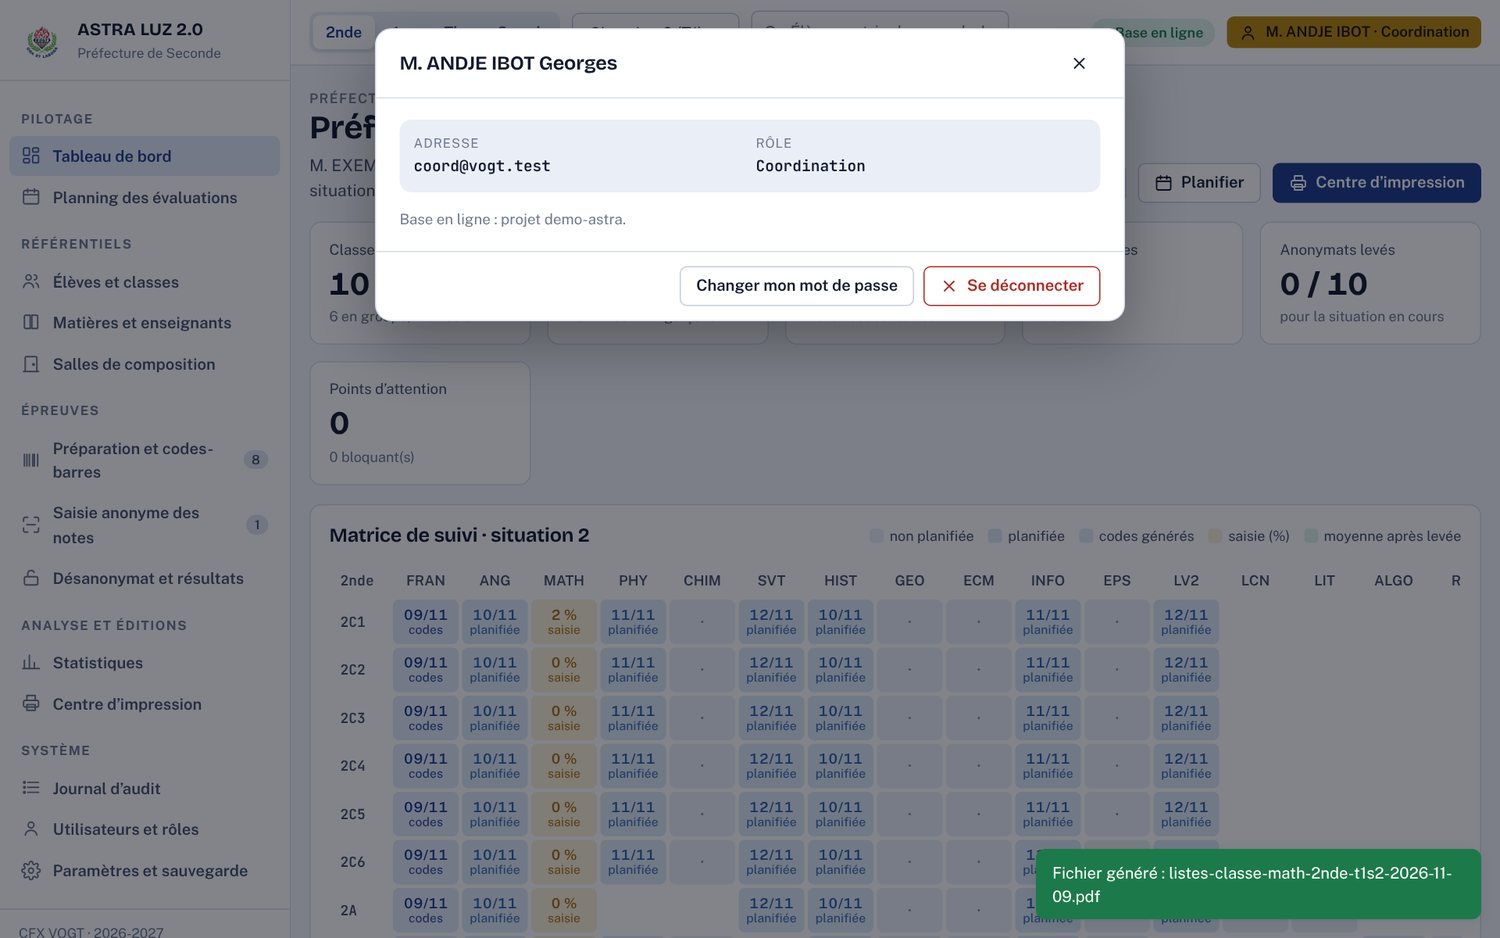 ASTRA LUZ 2.0
Préfecture de Seconde
PILOTAGE
Tableau de bord
Planning des évaluations
RÉFÉRENTIELS
Élèves et classes
Matières et enseignants
Salles de composition
ÉPREUVES
Préparation et codes-
barres
8
Saisie anonyme des
notes
1
Désanonymat et résultats
ANALYSE ET ÉDITIONS
Statistiques
Centre d'impression
SYSTÈME
Journal d'audit
Utilisateurs et rôles
Paramètres et sauvegarde
CFX VOGT · 2026-2027
2nde
Base en ligne
M. ANDJE IBOT · Coordination
M. ANDJE IBOT Georges
ADRESSE
RÔLE
coord@vogt.test
Coordination
Base en ligne : projet demo-astra.
Changer mon mot de passe
Se déconnecter
PRÉFECT
Préf
M. EXEM
situation
Planifier
Centre d'impression
Classe
10
6 en
es
Anonymats levés
0 / 10
pour la situation en cours
Points d'attention
0
0 bloquant(s)
Matrice de suivi · situation 2
non planifiée planifiée codes générés saisie (%) moyenne après levée
2nde FRAN ANG MATH PHY CHIM SVT HIST GEO ECM INFO EPS LV2 LCN LIT ALGO R
2C1 09/11 10/11 2 % 11/11 · 12/11 10/11 · · 11/11 · 12/11
codes planifiée saisie planifiée planifiée planifiée planifiée planifiée
2C2 09/11 10/11 0 % 11/11 · 12/11 10/11 · · 11/11 · 12/11
codes planifiée saisie planifiée planifiée planifiée planifiée planifiée
2C3 09/11 10/11 0 % 11/11 · 12/11 10/11 · · 11/11 · 12/11
codes planifiée saisie planifiée planifiée planifiée planifiée planifiée
2C4 09/11 10/11 0 % 11/11 · 12/11 10/11 · · 11/11 · 12/11
codes planifiée saisie planifiée planifiée planifiée planifiée planifiée
2C5 09/11 10/11 0 % 11/11 · 12/11 10/11 · · 11/11 · 12/11
codes planifiée saisie planifiée planifiée planifiée planifiée planifiée
2C6 09/11 10/11 0 % 11/11 · 12/11 10/11 · ·
codes planifiée saisie planifiée planifiée planifiée
2A 09/11 10/11 0 % 12/11 10/11 · ·
codes planifiée saisie planifiée planifiée planifiée planifiée
Fichier généré : listes-classe-math-2nde-t1s2-2026-11-
09.pdf